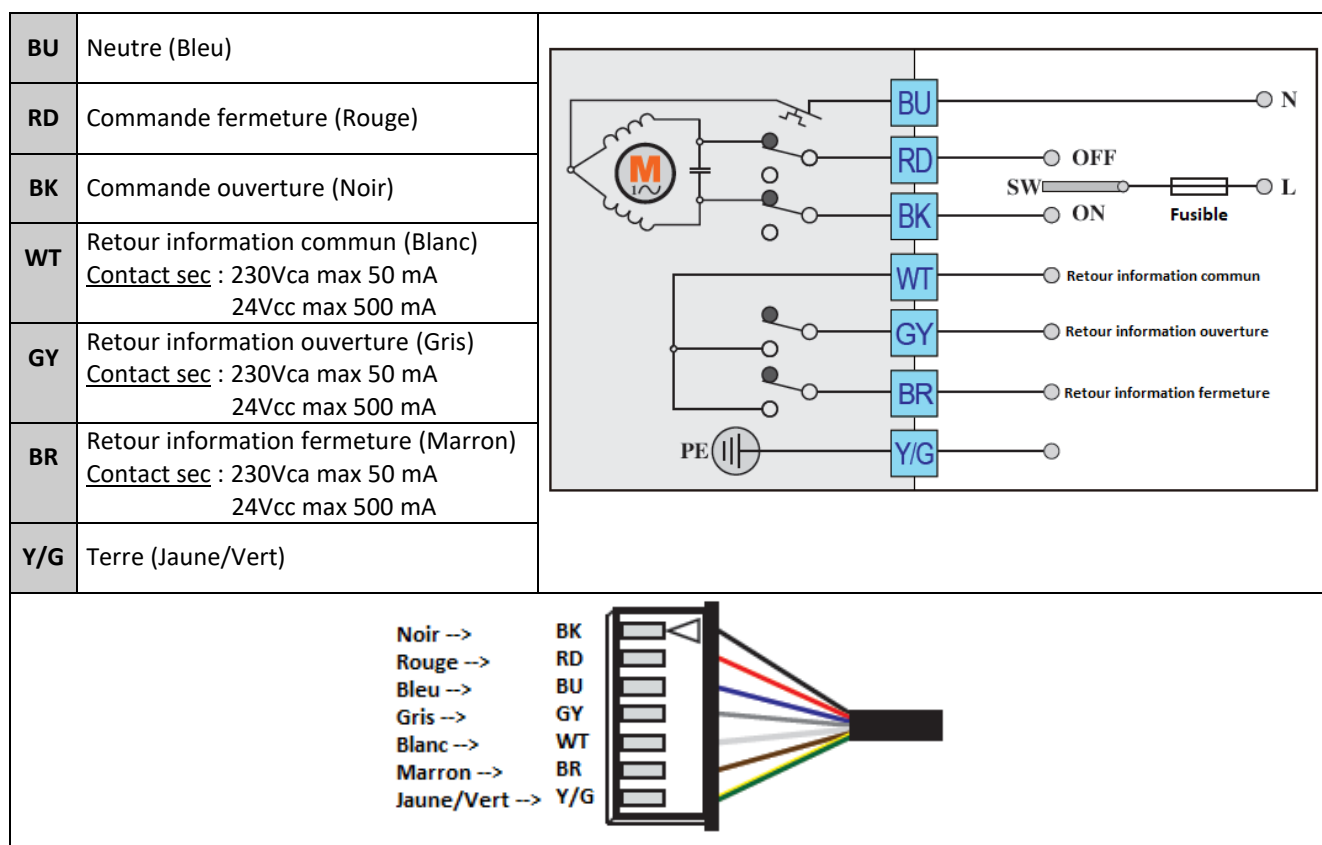 BU
Neutre (Bleu)
RD
Commande fermeture (Rouge)
BK
Commande ouverture (Noir)
WT
Retour information commun (Blanc)
Contact sec : 230Vca max 50 mA
24Vcc max 500 mA
GY
Retour information ouverture (Gris)
Contact sec : 230Vca max 50 mA
24Vcc max 500 mA
BR
Retour information fermeture (Marron)
Contact sec : 230Vca max 50 mA
24Vcc max 500 mA
Y/G
Terre (Jaune/Vert)
BU
N
M
1
RD
OFF
SW
L
BK
ON
Fusible
WT
Retour information commun
GY
Retour information ouverture
BR
Retour information fermeture
PE
Y/G
Noir --> BK
Rouge --> RD
Bleu --> BU
Gris --> GY
Blanc --> WT
Marron --> BR
Jaune/Vert --> Y/G